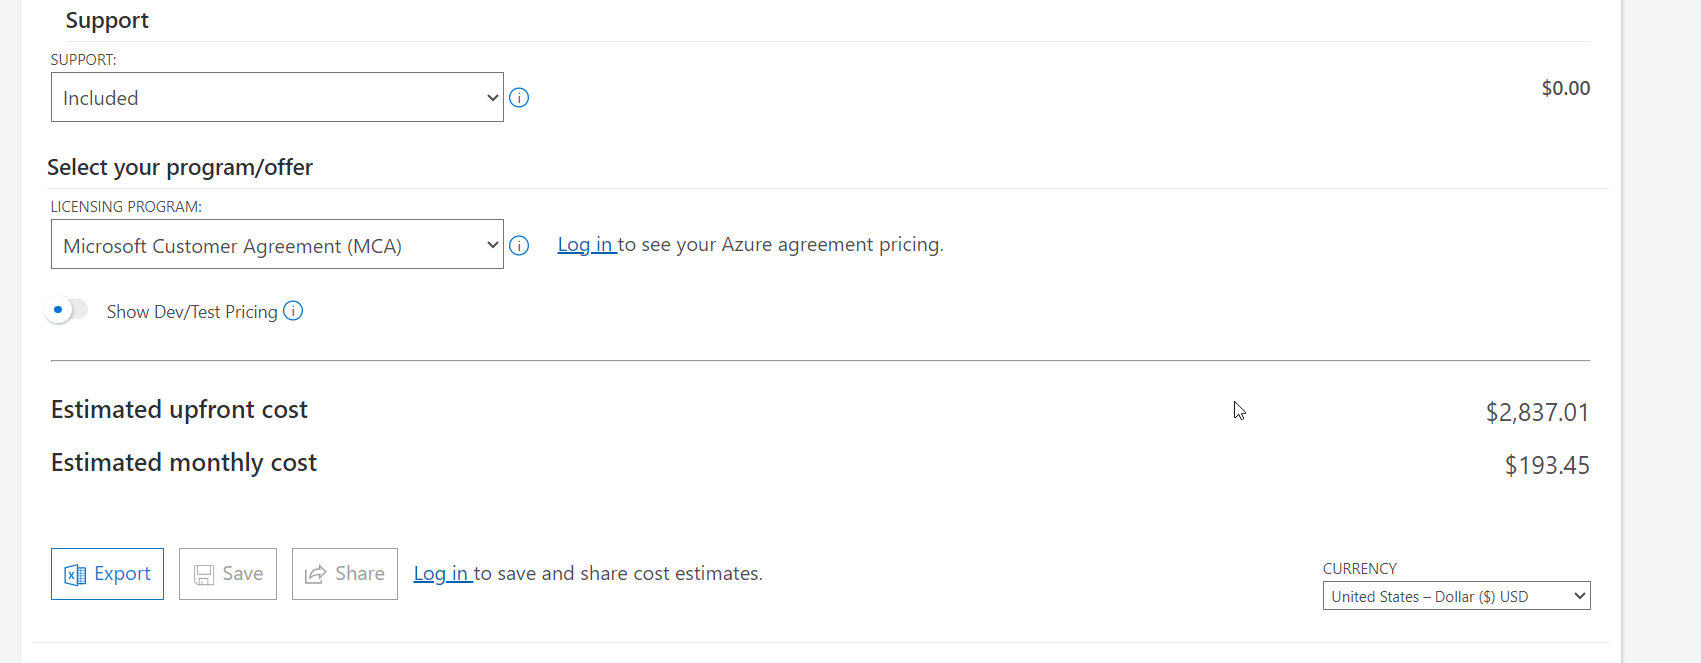 Support
SUPPORT:
Included
$0.00
Select your program/offer
LICENSING PROGRAM:
Microsoft Customer Agreement (MCA)
Log in to see your Azure agreement pricing.
Show Dev/Test Pricing
Estimated upfront cost
$2,837.01
Estimated monthly cost
$193.45
Export
Save
Share
Log in to save and share cost estimates.
CURRENCY
United States – Dollar ($) USD